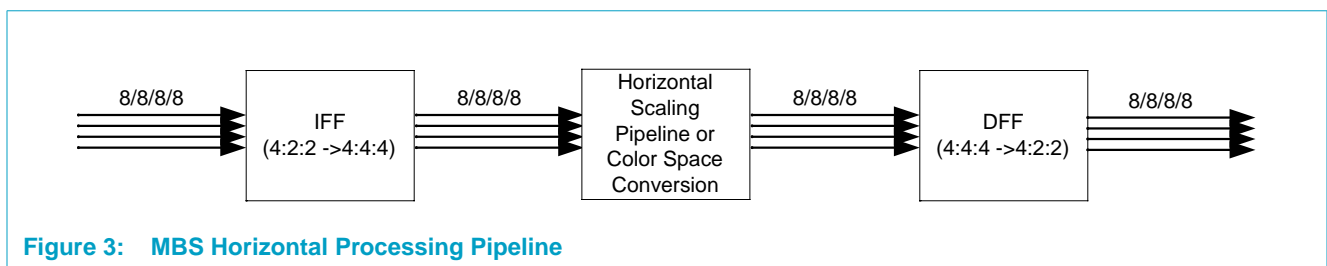 8/8/8/8
IFF
(4:2:2 ->4:4:4)
8/8/8/8
Horizontal
Scaling
Pipeline or
Color Space
Conversion
8/8/8/8
DFF
(4:4:4 ->4:2:2)
8/8/8/8
Figure 3: MBS Horizontal Processing Pipeline